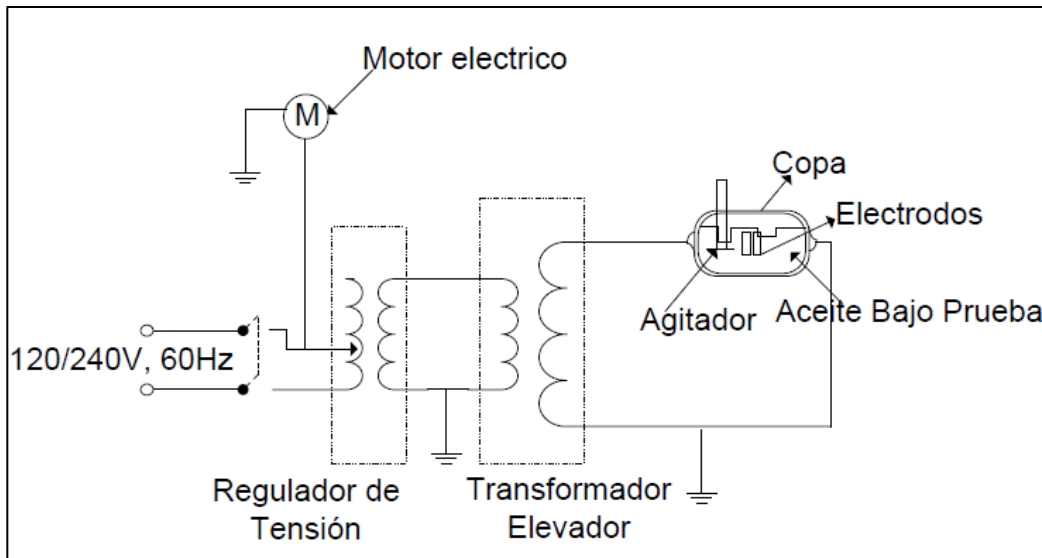 Motor electrico
M
Copa
Electrodos
Agitador
Aceite Bajo Prueba
120/240V, 60Hz
Regulador de
Tensión
Transformador
Elevador